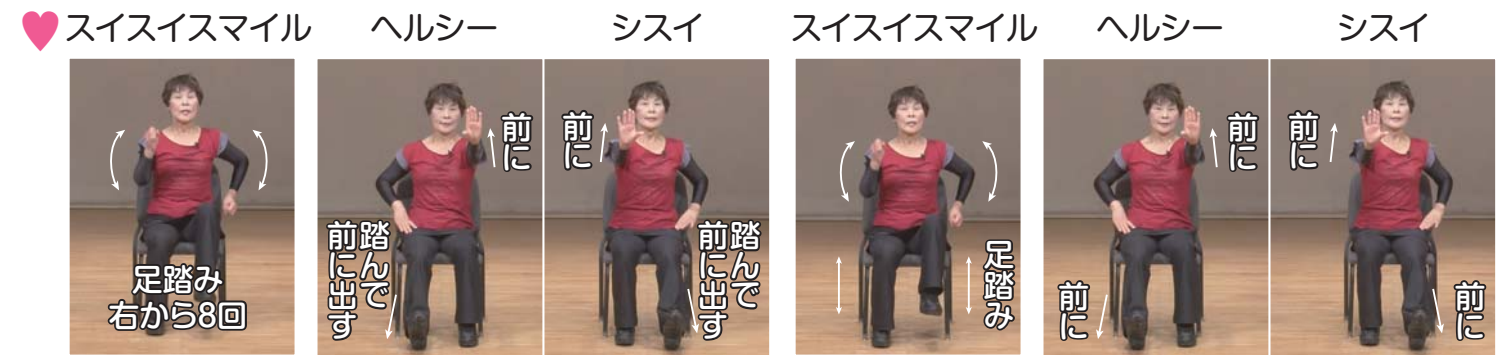 ♥スイスイスマイル
ヘルシー
シスイ
スイスイスマイル
ヘルシー
シスイ
足踏み
右から8回
前に
踏んで
前に出す
前に
踏んで
前に出す
足踏み
前に
前に
前に
前に